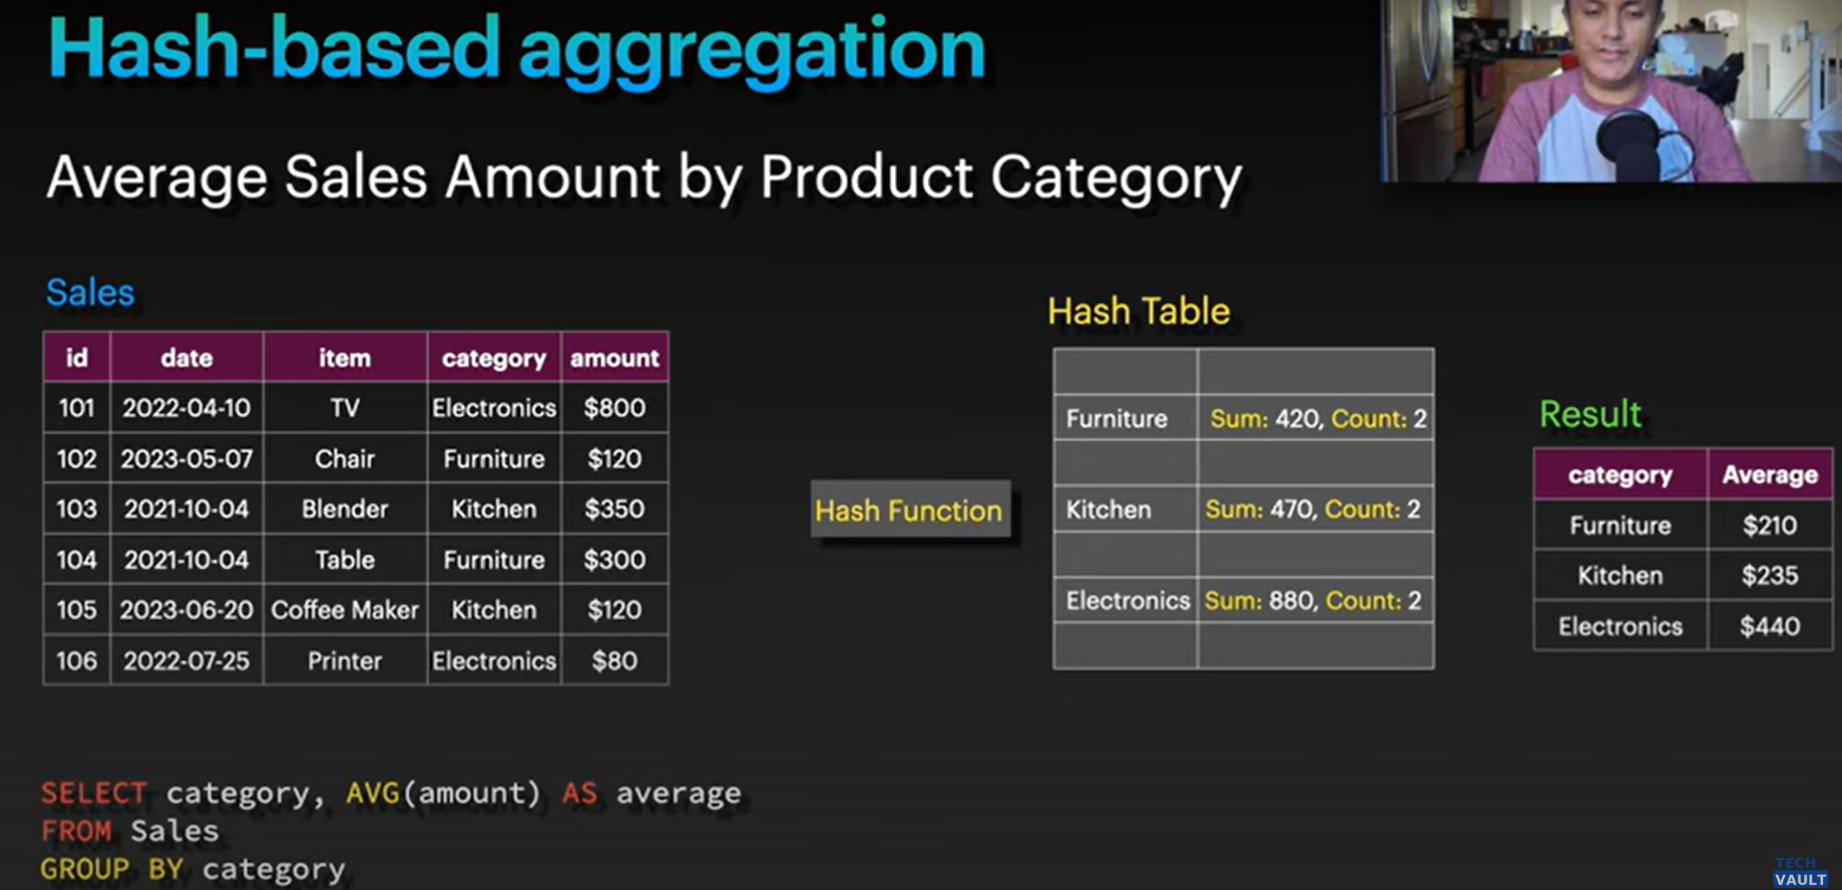 Hash-based aggregation
Average Sales Amount by Product Category
Sales
id date item category amount
101 2022-04-10 TV Electronics $800
102 2023-05-07 Chair Furniture $120
103 2021-10-04 Blender Kitchen $350
104 2021-10-04 Table Furniture $300
105 2023-06-20 Coffee Maker Kitchen $120
106 2022-07-25 Printer Electronics $80
Hash Function
Hash Table
Furniture Sum: 420, Count: 2
Kitchen Sum: 470, Count: 2
Electronics Sum: 880, Count: 2
Result
category Average
Furniture $210
Kitchen $235
Electronics $440
SELECT category, AVG(amount) AS average
FROM Sales
GROUP BY category
TECH
VAULT